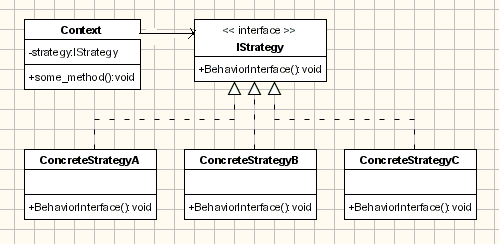 Context
-strategy:IStrategy
+some_method():void
<< interface >>
IStrategy
+BehaviorInterface(): void
ConcreteStrategyA
+BehaviorInterface(): void
ConcreteStrategyB
+BehaviorInterface(): void
ConcreteStrategyC
+BehaviorInterface(): void